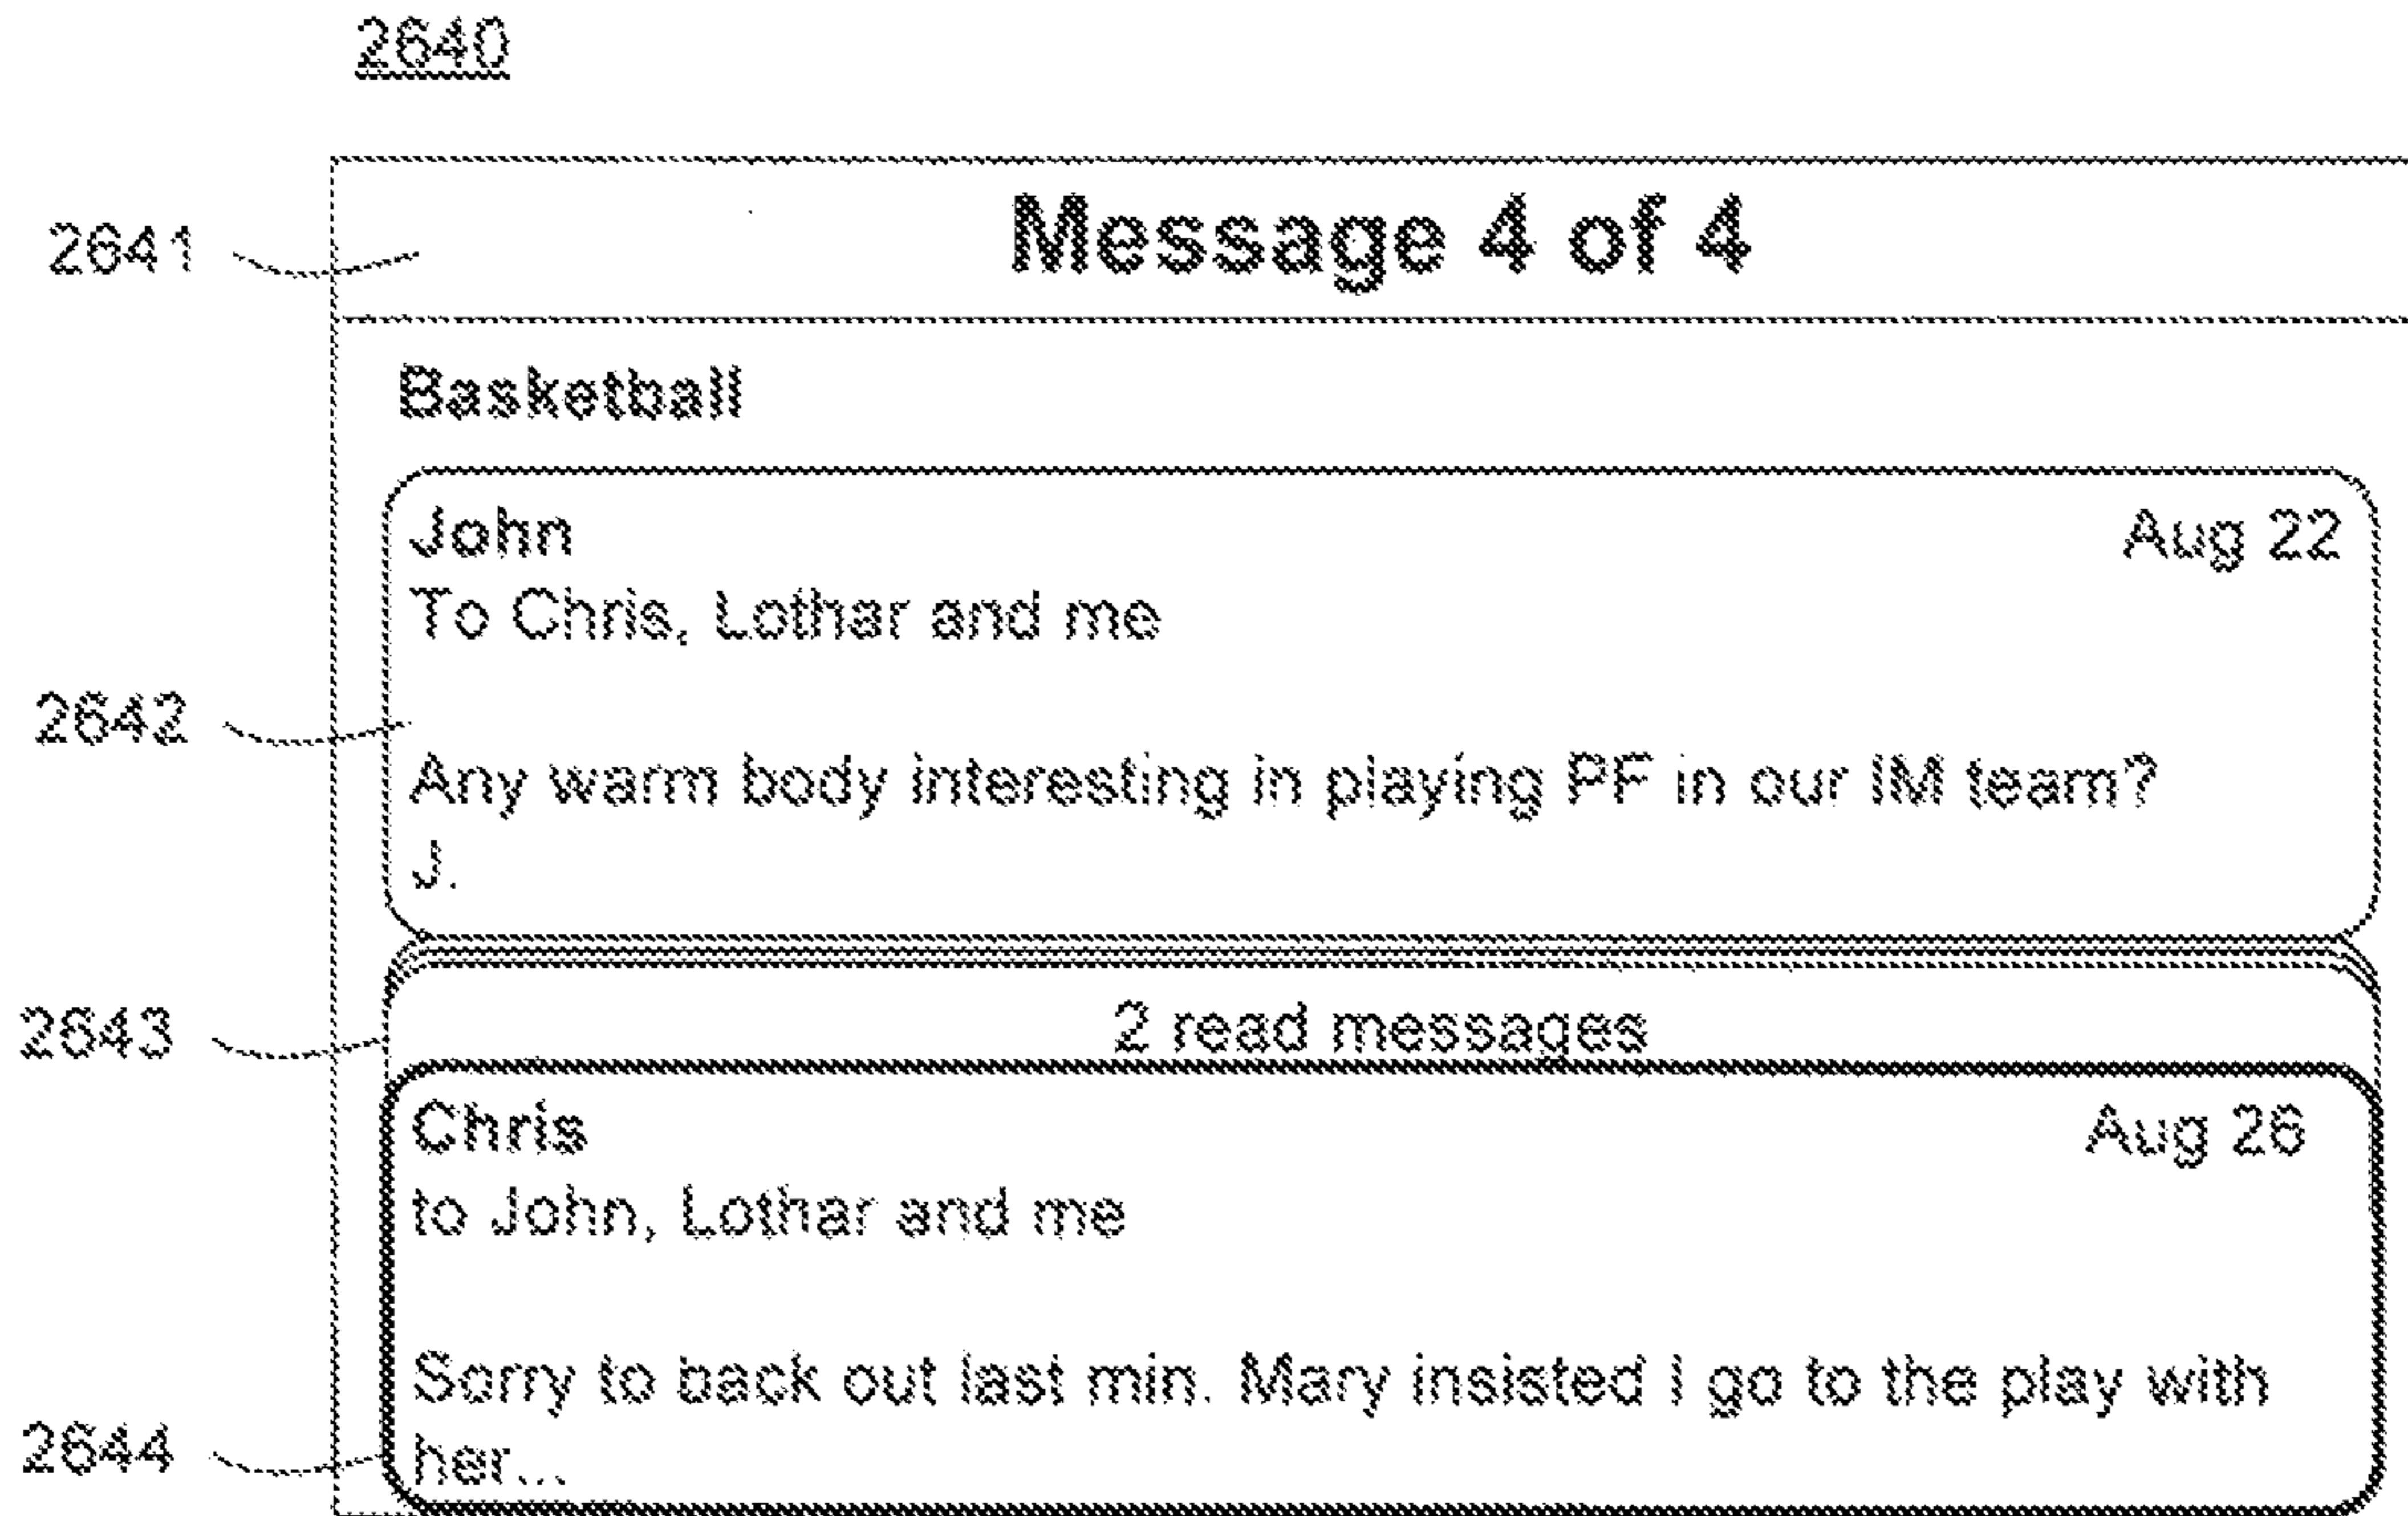 2640
2641
Message 4 of 4
Basketball
John Aug 22
To Chris, Lothar and me
2642
Any warm body interesting in playing PF in our IM team?
J.
2643
2 read messages
Chris Aug 26
to John, Lothar and me
Sorry to back out last min. Mary insisted I go to the play with
2644
her...